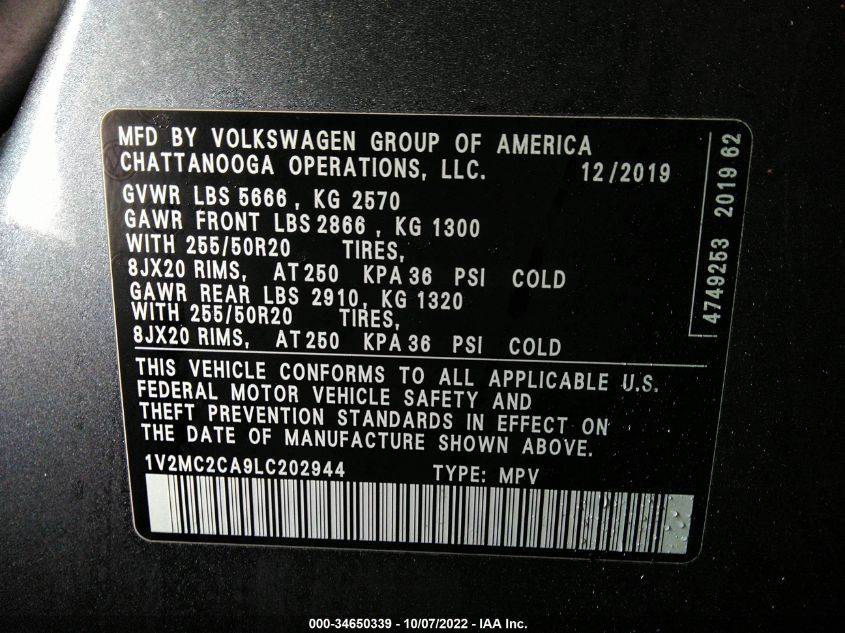 MFD BY VOLKSWAGEN GROUP OF AMERICA
CHATTANOOGA OPERATIONS, LLC. 12/2019
GVWR LBS 5666, KG 2570
GAWR FRONT LBS 2866, KG 1300
WITH 255/50R20 TIRES,
8JX20 RIMS, AT 250 KPA 36 PSI COLD
GAWR REAR LBS 2910, KG 1320
WITH 255/50R20 TIRES,
8JX20 RIMS, AT 250 KPA 36 PSI COLD
THIS VEHICLE CONFORMS TO ALL APPLICABLE U.S.
FEDERAL MOTOR VEHICLE SAFETY AND
THEFT PREVENTION STANDARDS IN EFFECT ON
THE DATE OF MANUFACTURE SHOWN ABOVE.
1V2MC2CA9LC202944 TYPE: MPV
4749253 2019 62
000-34650339 - 10/07/2022 - IAA Inc.